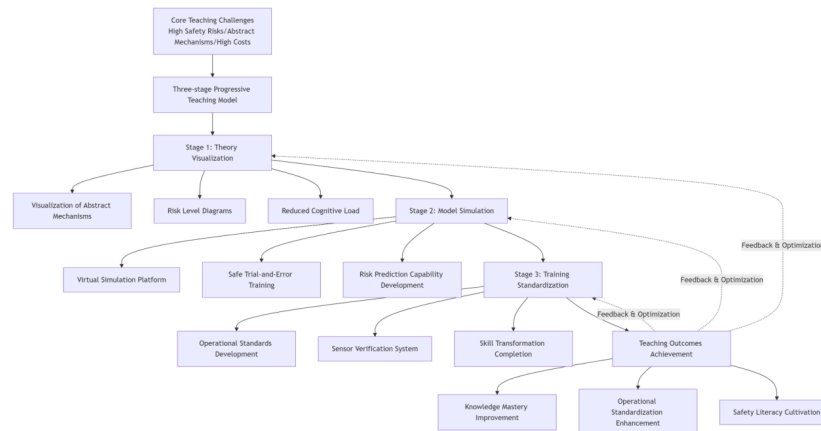 Core Teaching Challenges
High Safety Risks/Abstract
Mechanisms/High Costs
Three-stage Progressive
Teaching Model
Stage 1: Theory
Visualization
Visualization of Abstract
Mechanisms
Risk Level Diagrams
Reduced Cognitive Load
Stage 2: Model Simulation
Feedback & Optimization
Virtual Simulation Platform
Safe Trial-and-Error
Training
Risk Prediction Capability
Development
Stage 3: Training
Standardization
Feedback & Optimization
Feedback & Optimization
Operational Standards
Development
Sensor Verification System
Skill Transformation
Completion
Teaching Outcomes
Achievement
Knowledge Mastery
Improvement
Operational
Standardization
Enhancement
Safety Literacy Cultivation